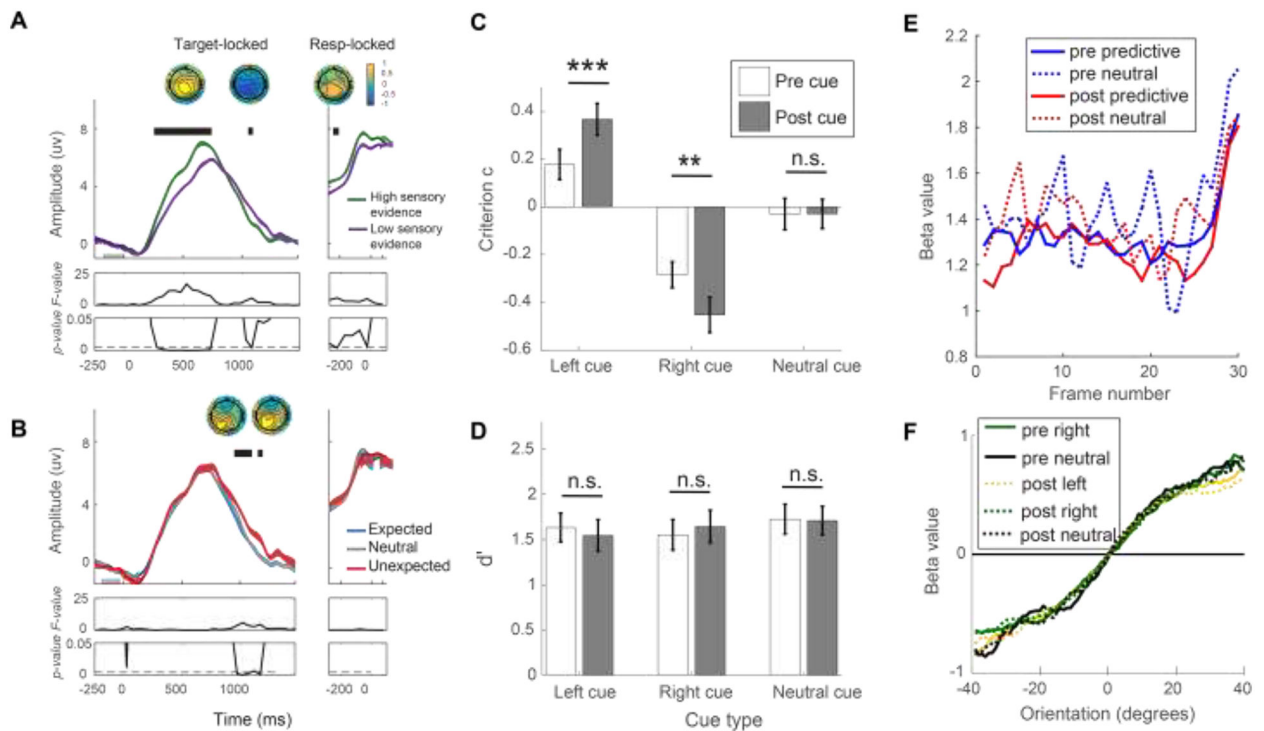 A
Target-locked
Resp-locked
1
0.5
0
-0.5
-1
Amplitude (uv)
8
4
0
High sensory
evidence
Low sensory
evidence
F-value
25
0
p-value
0.05
0
-250 0 500 1000
-200 0
B
Amplitude (uv)
8
4
0
Expected
Neutral
Unexpected
F-value
25
0
p-value
0.05
0
-250 0 500 1000
-200 0
Time (ms)
C
Criterion c
0.4
0.2
0
-0.2
-0.4
-0.6
***
**
n.s.
Pre cue
Post cue
Left cue Right cue Neutral cue
D
d'
2.5
2
1.5
1
0.5
0
n.s. n.s. n.s.
Left cue Right cue Neutral cue
Cue type
E
Beta value
2.2
2
1.8
1.6
1.4
1.2
1
0.8
pre predictive
pre neutral
post predictive
post neutral
0 10 20 30
Frame number
F
Beta value
1
0
-1
pre right
pre neutral
post left
post right
post neutral
-40 -20 0 20 40
Orientation (degrees)